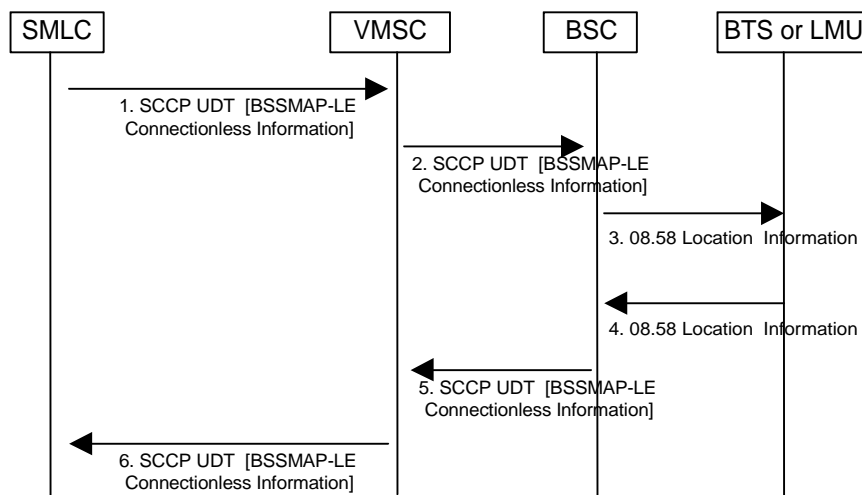 SMLC
VMSC
BSC
BTS or LMU
1. SCCP UDT [BSSMAP-LE
Connectionless Information]
2. SCCP UDT [BSSMAP-LE
Connectionless Information]
3. 08.58 Location Information
4. 08.58 Location Information
5. SCCP UDT [BSSMAP-LE
Connectionless Information]
6. SCCP UDT [BSSMAP-LE
Connectionless Information]